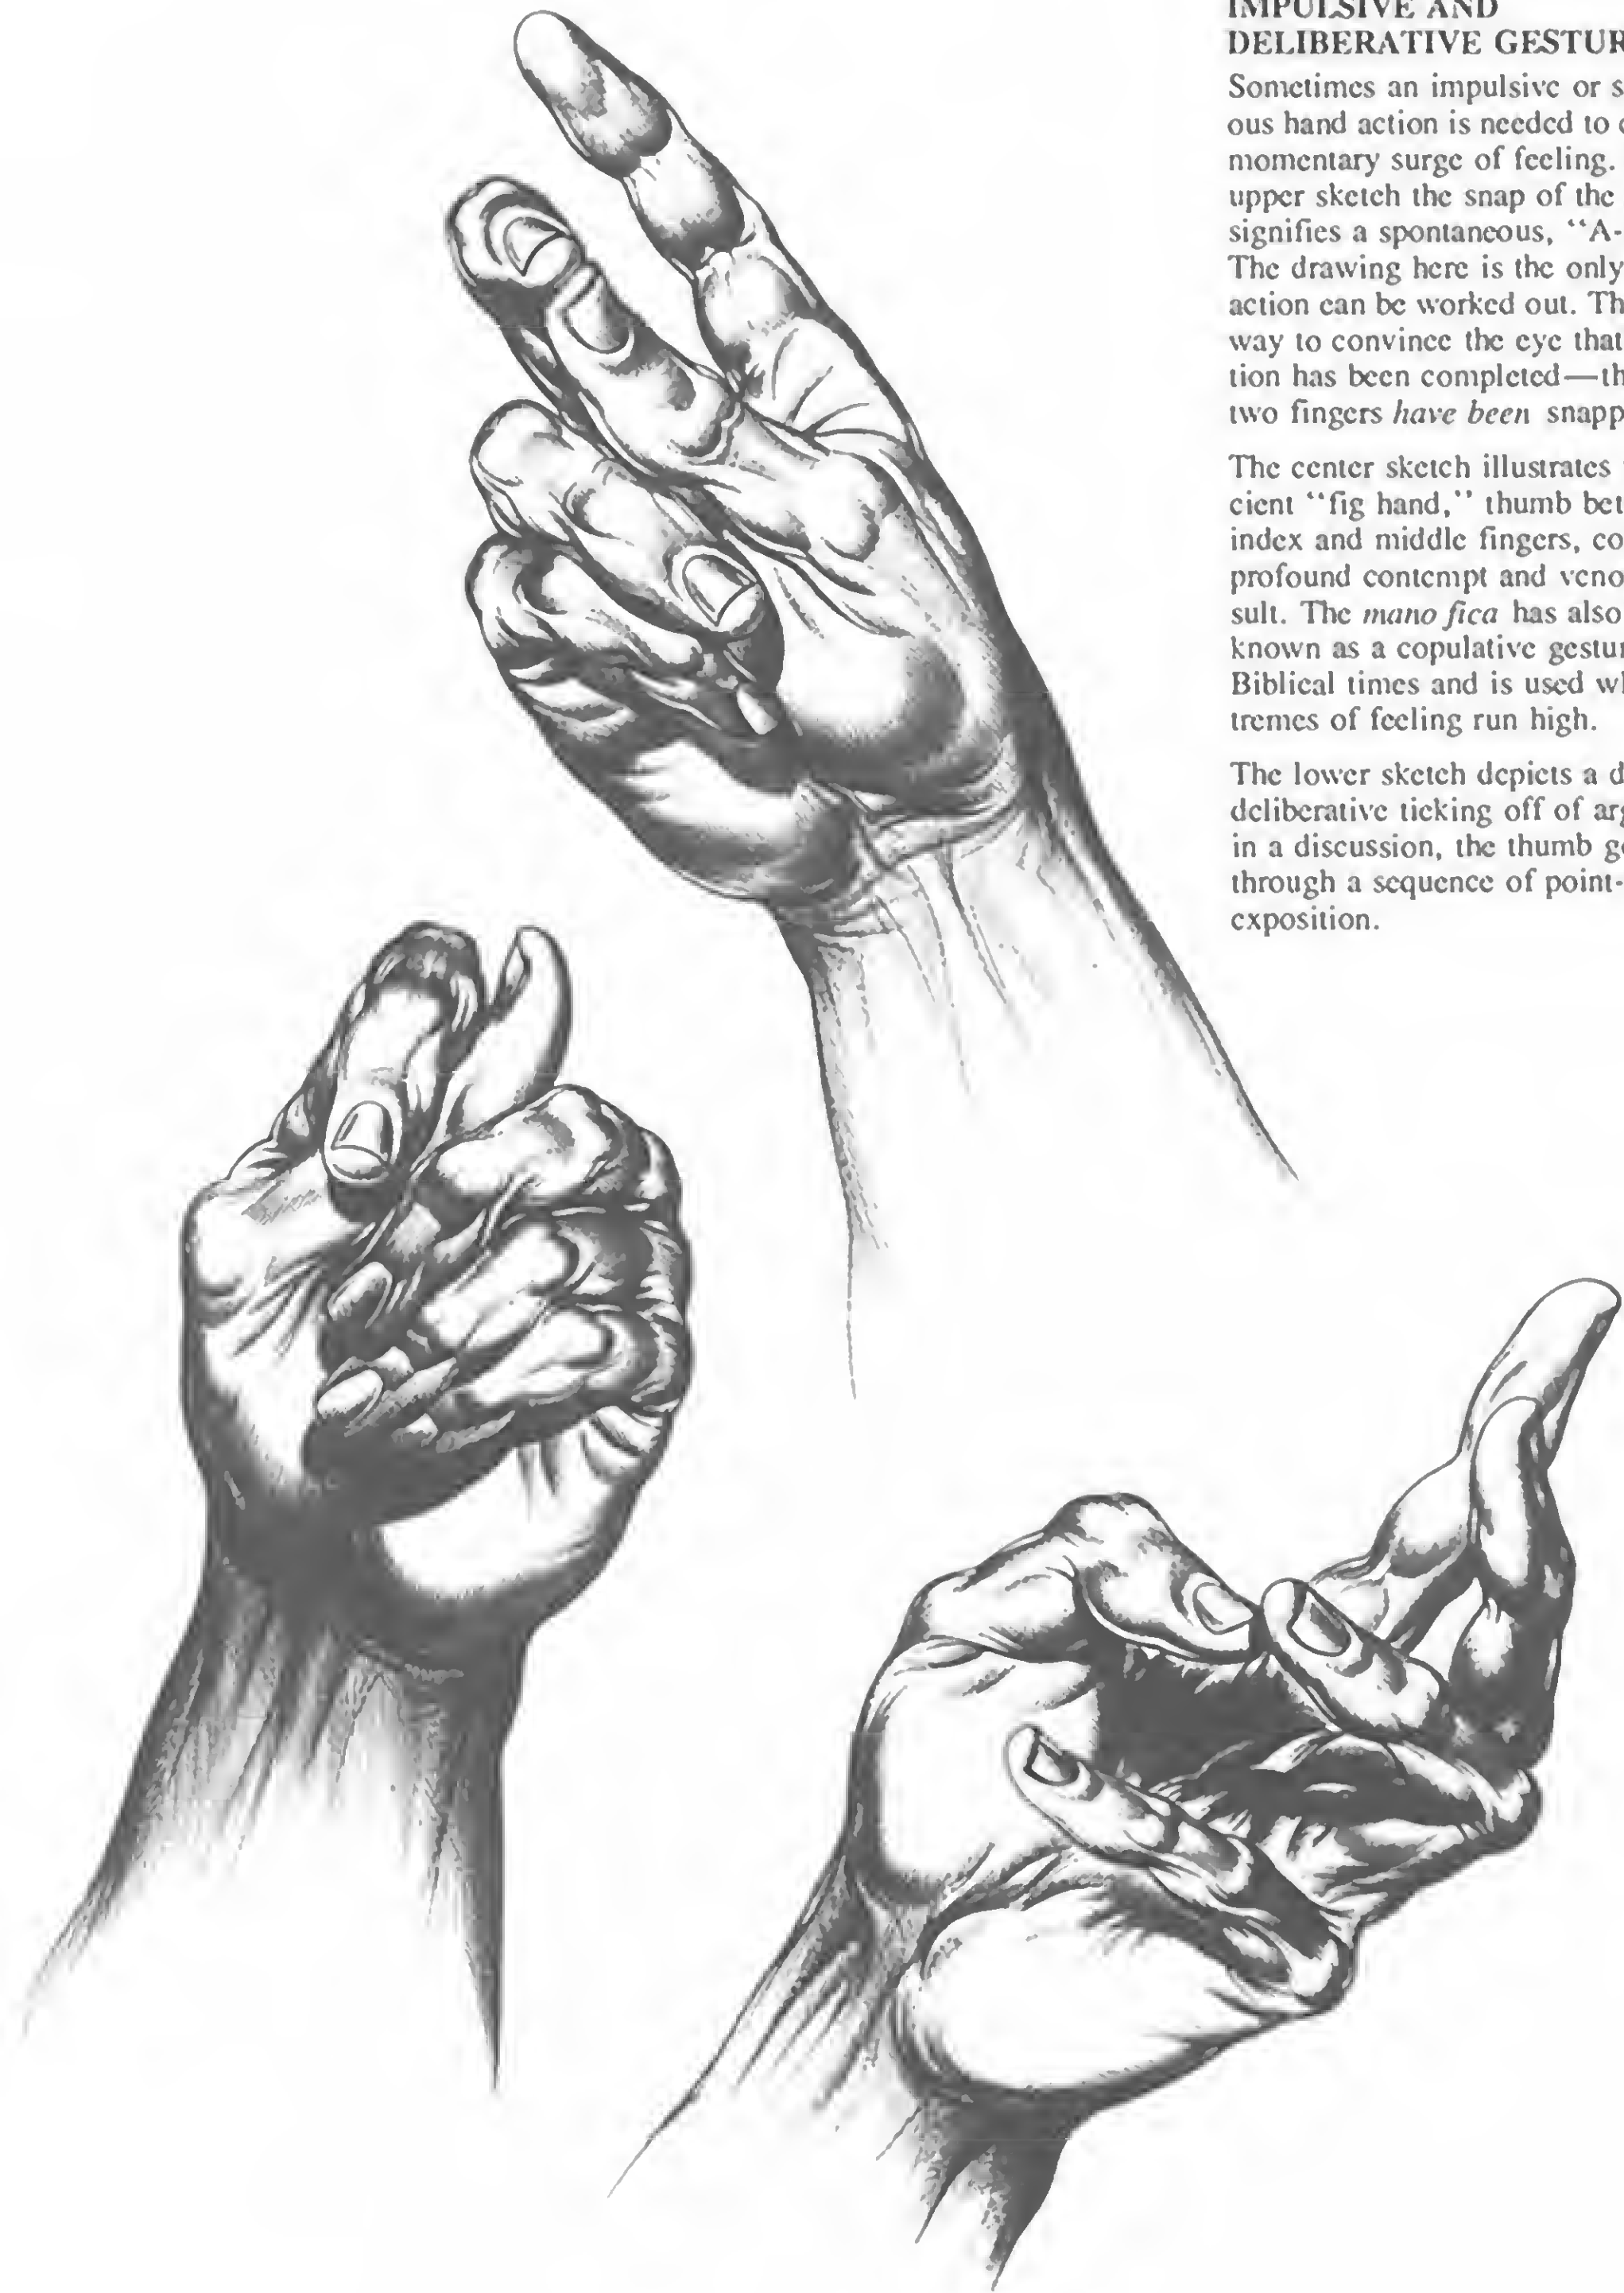 IMPULSIVE AND
DELIBERATIVE GESTUR
Sometimes an impulsive or s
ous hand action is needed to
momentary surge of feeling.
upper sketch the snap of the
signifies a spontaneous, “A-
The drawing here is the only
action can be worked out. Th
way to convince the eye that
tion has been completed—th
two fingers have been snapp
The center sketch illustrates
cient “fig hand,” thumb bet
index and middle fingers, co
profound contempt and veno
sult. The mano fica has also
known as a copulative gestur
Biblical times and is used wh
tremes of feeling run high.
The lower sketch depicts a d
deliberative ticking off of arg
in a discussion, the thumb go
through a sequence of point-
exposition.